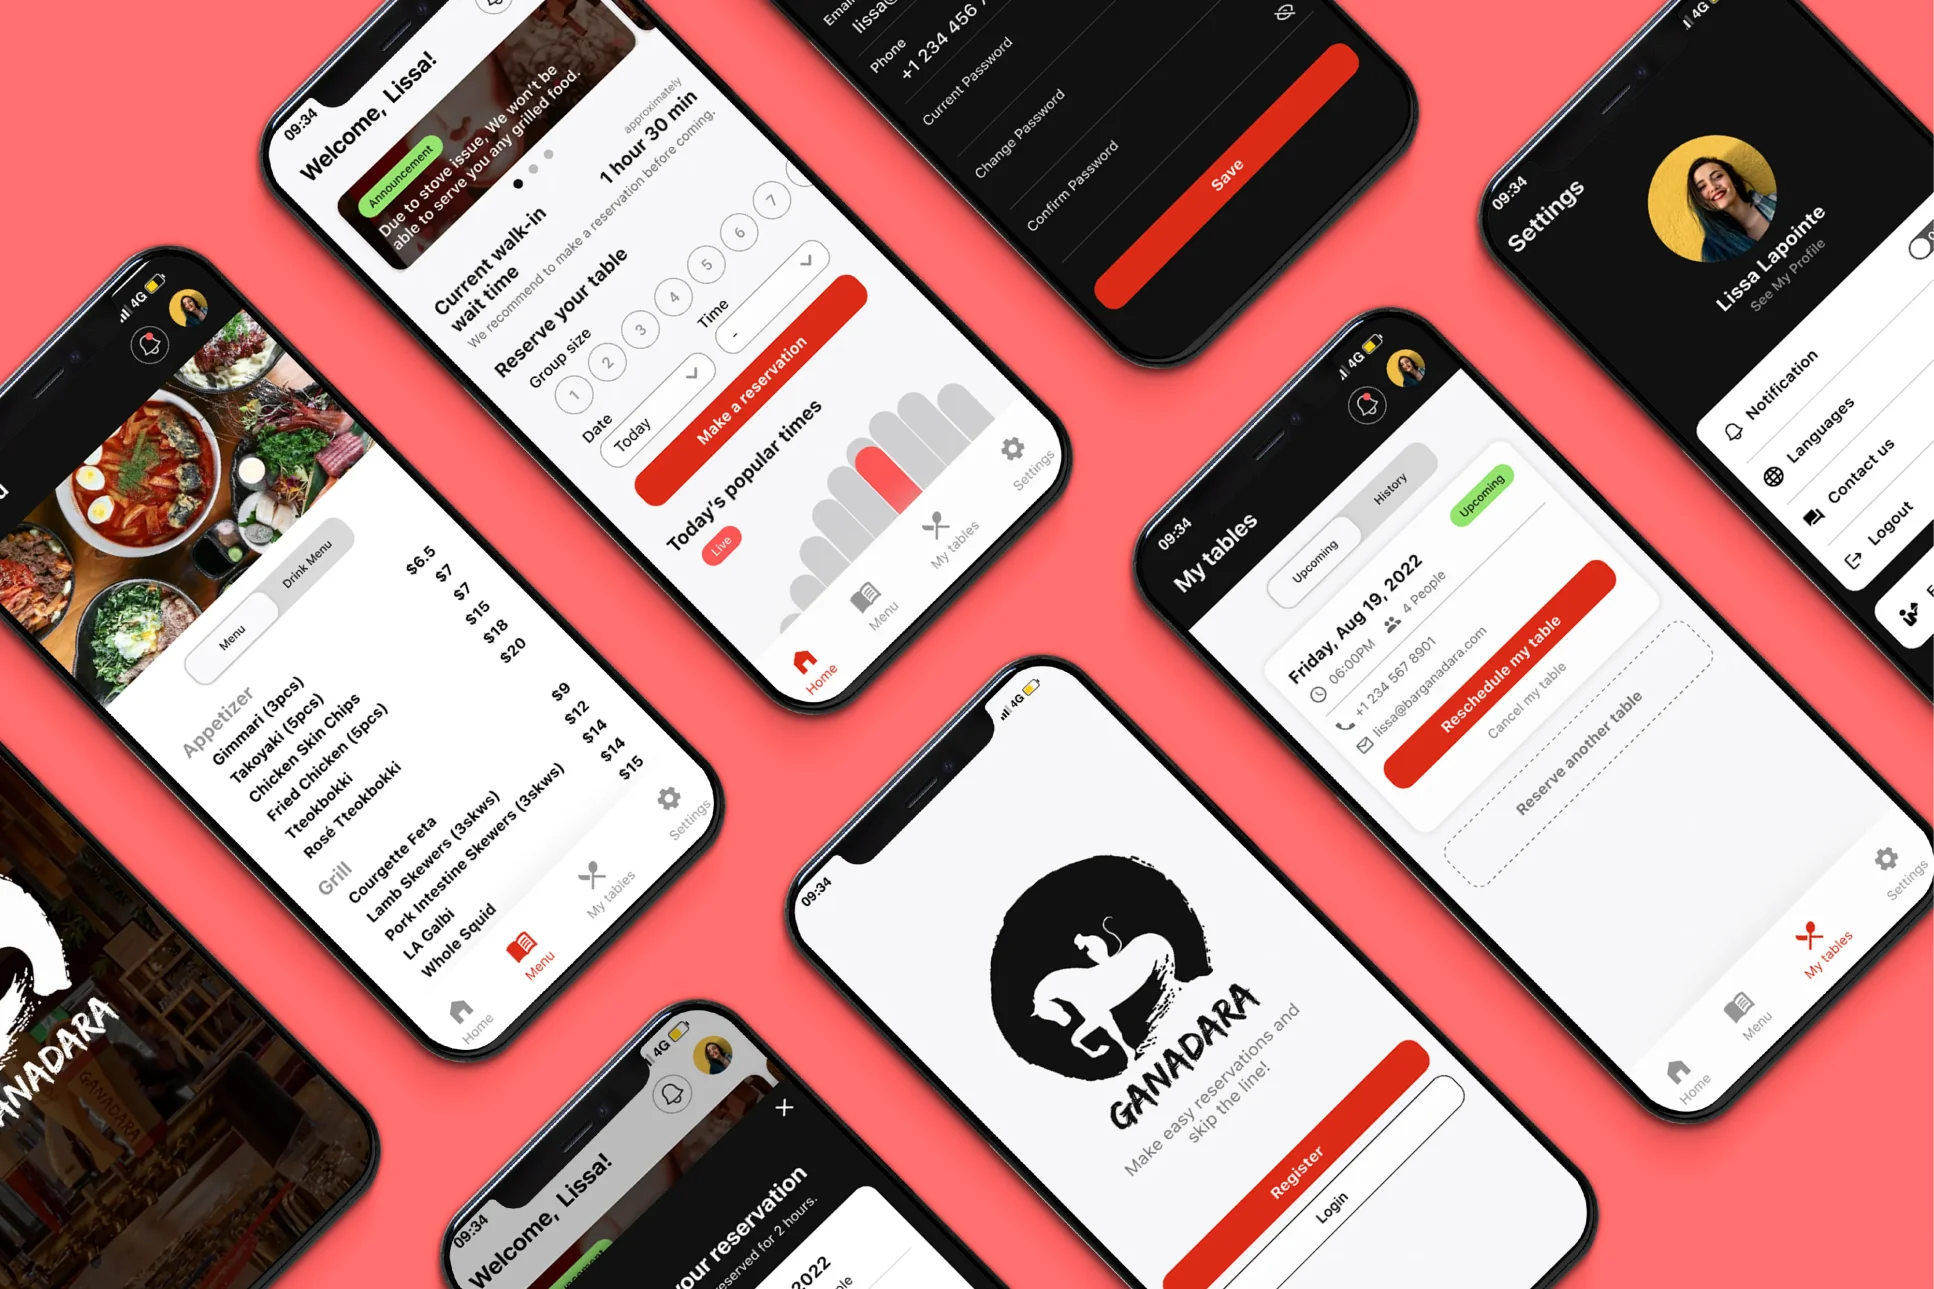 09:34
Welcome, Lissa!
Announcement
Due to stove issue, We won't be
able to serve you any grilled food.
Current walk-in
wait time
approximately
1 hour 30 min
We recommend to make a reservation before coming.
Reserve your table
Group size
1 2 3 4 5 6 7
Date
Time
Today
-
Make a reservation
Today's popular times
Live
Home
Menu
My tables
Settings
Email
Phone
+1 234 456
Current Password
Change Password
Confirm Password
Save
4G
09:34
Settings
Lissa Lapointe
See My Profile
Notification
Languages
Contact us
Logout
4G
Menu
Drink Menu
Appetizer
Gimmari (3pcs) $6.5
Takoyaki (5pcs) $7
Chicken Skin Chips $7
Fried Chicken (5pcs) $15
Tteokbokki $18
Rosé Tteokbokki $20
Grill
Courgette Feta $9
Lamb Skewers (3skws) $12
Pork Intestine Skewers (3skws) $14
LA Galbi $14
Whole Squid $15
Home
Menu
My tables
Settings
09:34
4G
My tables
Upcoming
History
Upcoming
Friday, Aug 19, 2022
06:00PM 4 People
+1 234 567 8901
lissa@barganadara.com
Reschedule my table
Cancel my table
Reserve another table
Home
Menu
My tables
Settings
09:34
4G
GANADARA
Make easy reservations and
skip the line!
Register
Login
GANADARA
09:34
4G
Welcome, Lissa!
your reservation
reserved for 2 hours.
2022